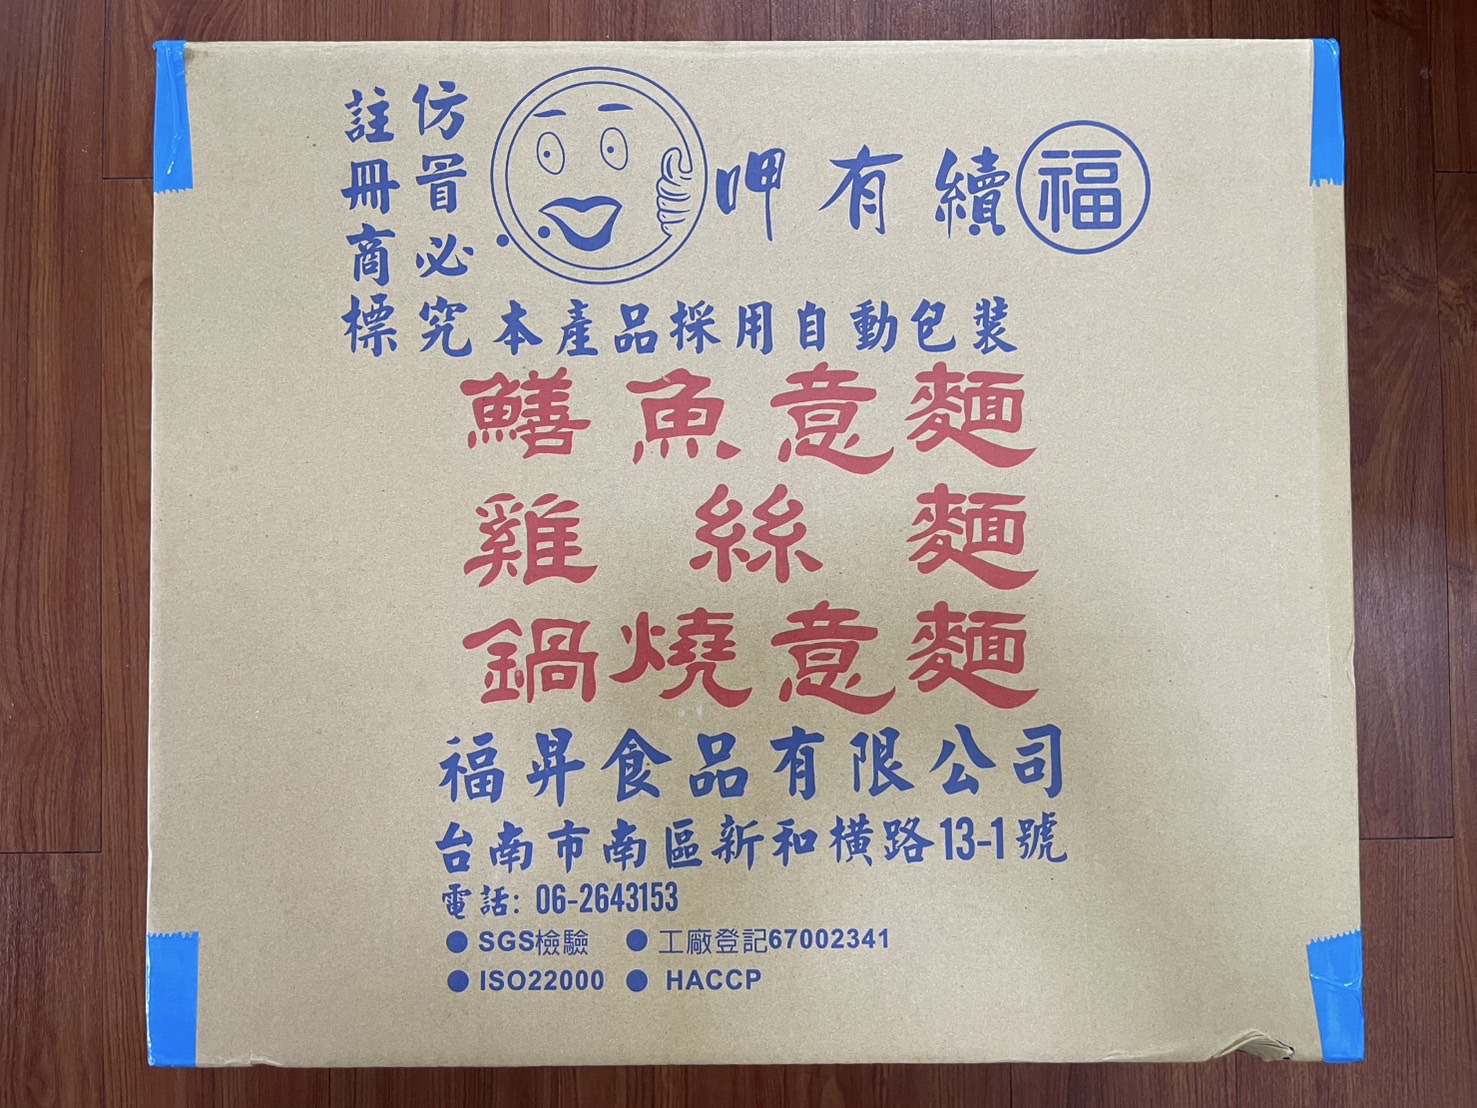 註冊商標
仿冒必究
呷有續
福
本產品採用自動包裝
鱔魚意麵
雞絲麵
鍋燒意麵
福昇食品有限公司
台南市南區新和橫路13-1號
電話: 06-2643153
● SGS檢驗 ● 工廠登記67002341
● ISO22000 ● HACCP